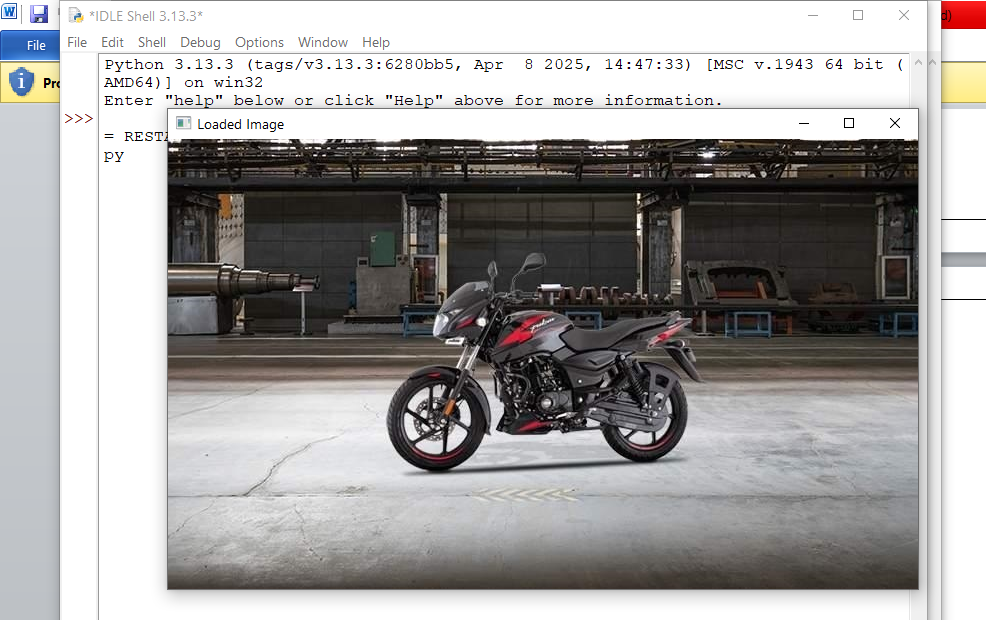 *IDLE Shell 3.13.3*
File
File Edit Shell Debug Options Window Help
Python 3.13.3 (tags/v3.13.3:6280bb5, Apr 8 2025, 14:47:33) [MSC v.1943 64 bit (
AMD64)] on win32
Enter "help" below or click "Help" above for more information.
>>>
= REST
py
Loaded Image
pulsar
Pro
d)